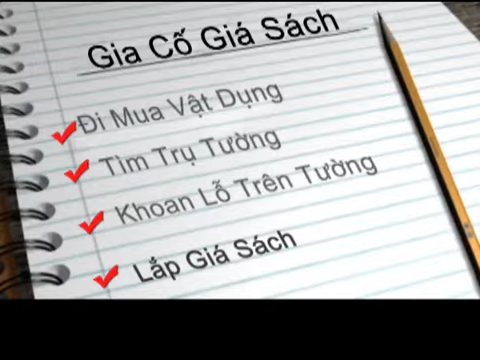 Gia Cố Giá Sách
Đi Mua Vật Dụng
Tìm Trụ Tường
Khoan Lỗ Trên Tường
Lắp Giá Sách